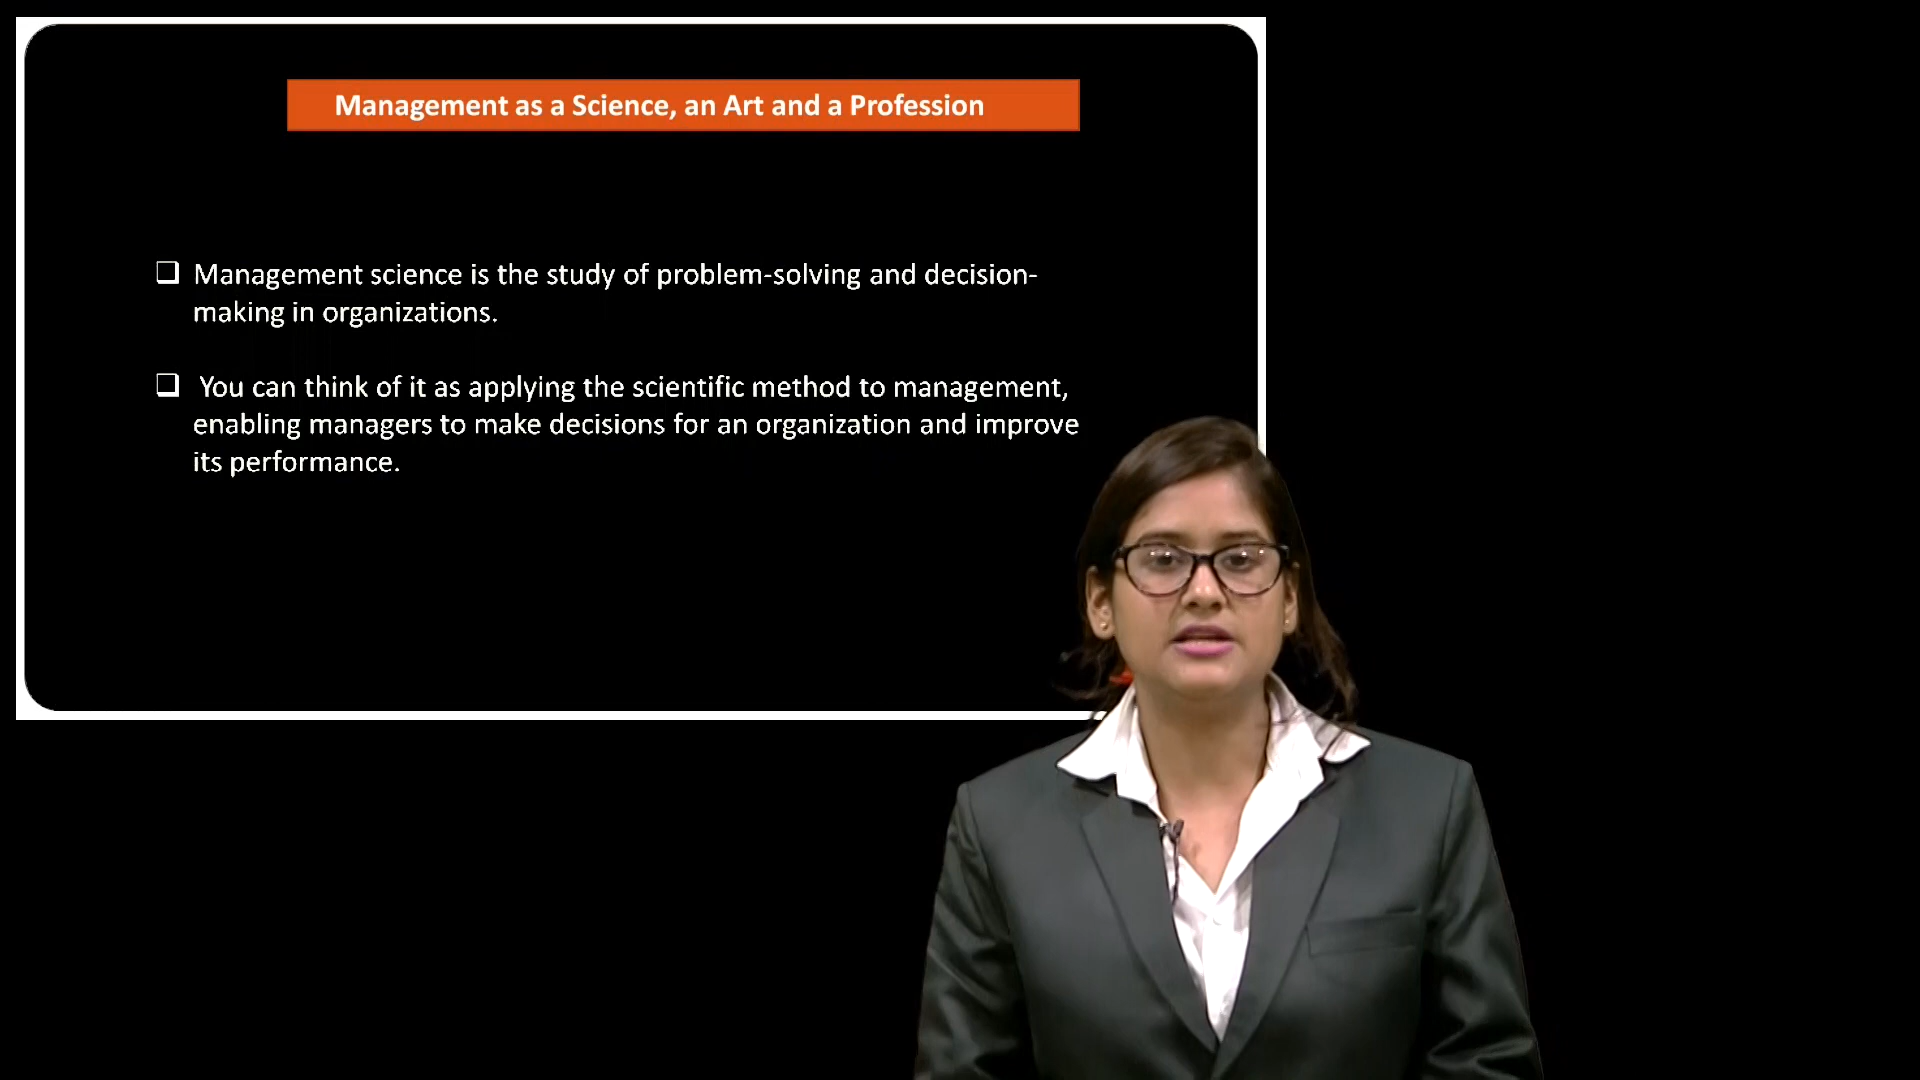 Management as a Science, an Art and a Profession
❑ Management science is the study of problem-solving and decision-
making in organizations.
❑ You can think of it as applying the scientific method to management,
enabling managers to make decisions for an organization and improve
its performance.